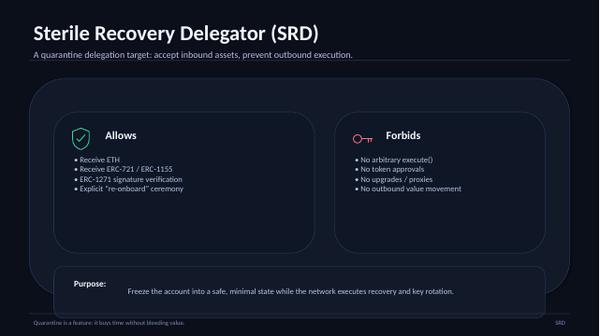 Sterile Recovery Delegator (SRD)
A quarantine delegation target: accept inbound assets, prevent outbound execution.
Allows
• Receive ETH
• Receive ERC-721 / ERC-1155
• ERC-1271 signature verification
• Explicit "re-onboard" ceremony
Forbids
• No arbitrary execute()
• No token approvals
• No upgrades / proxies
• No outbound value movement
Purpose:
Freeze the account into a safe, minimal state while the network executes recovery and key rotation.
Quarantine is a feature: it buys time without bleeding value.
SRD